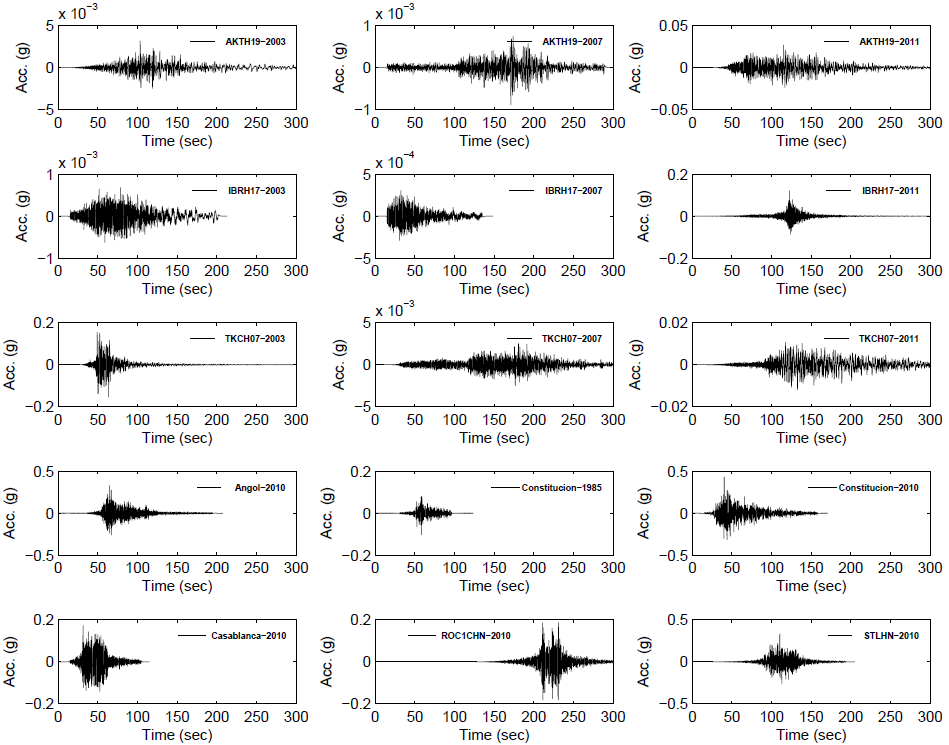 5 x 10−3 1 x 10−3 0.05
AKTH19−2003 AKTH19−2007 AKTH19−2011
Acc. (g) 0 Acc. (g) 0 Acc. (g) 0
−5 −1 −0.05
0 50 100 150 200 250 300 0 50 100 150 200 250 300 0 50 100 150 200 250 300
Time (sec) Time (sec) Time (sec)
1 x 10−3 5 x 10−4 0.2
IBRH17−2003 IBRH17−2007 IBRH17−2011
Acc. (g) 0 Acc. (g) 0 Acc. (g) 0
−1 −5 −0.2
0 50 100 150 200 250 300 0 50 100 150 200 250 300 0 50 100 150 200 250 300
Time (sec) Time (sec) Time (sec)
0.2 5 x 10−3 0.02
TKCH07−2003 TKCH07−2007 TKCH07−2011
Acc. (g) 0 Acc. (g) 0 Acc. (g) 0
−0.2 −5 −0.02
0 50 100 150 200 250 300 0 50 100 150 200 250 300 0 50 100 150 200 250 300
Time (sec) Time (sec) Time (sec)
0.5 0.2 0.5
Angol−2010 Constitucion−1985 Constitucion−2010
Acc. (g) 0 Acc. (g) 0 Acc. (g) 0
−0.5 −0.2 −0.5
0 50 100 150 200 250 300 0 50 100 150 200 250 300 0 50 100 150 200 250 300
Time (sec) Time (sec) Time (sec)
0.2 0.2 0.5
Casablanca−2010 ROC1CHN−2010 STLHN−2010
Acc. (g) 0 Acc. (g) 0 Acc. (g) 0
−0.2 −0.2 −0.5
0 50 100 150 200 250 300 0 50 100 150 200 250 300 0 50 100 150 200 250 300
Time (sec) Time (sec) Time (sec)